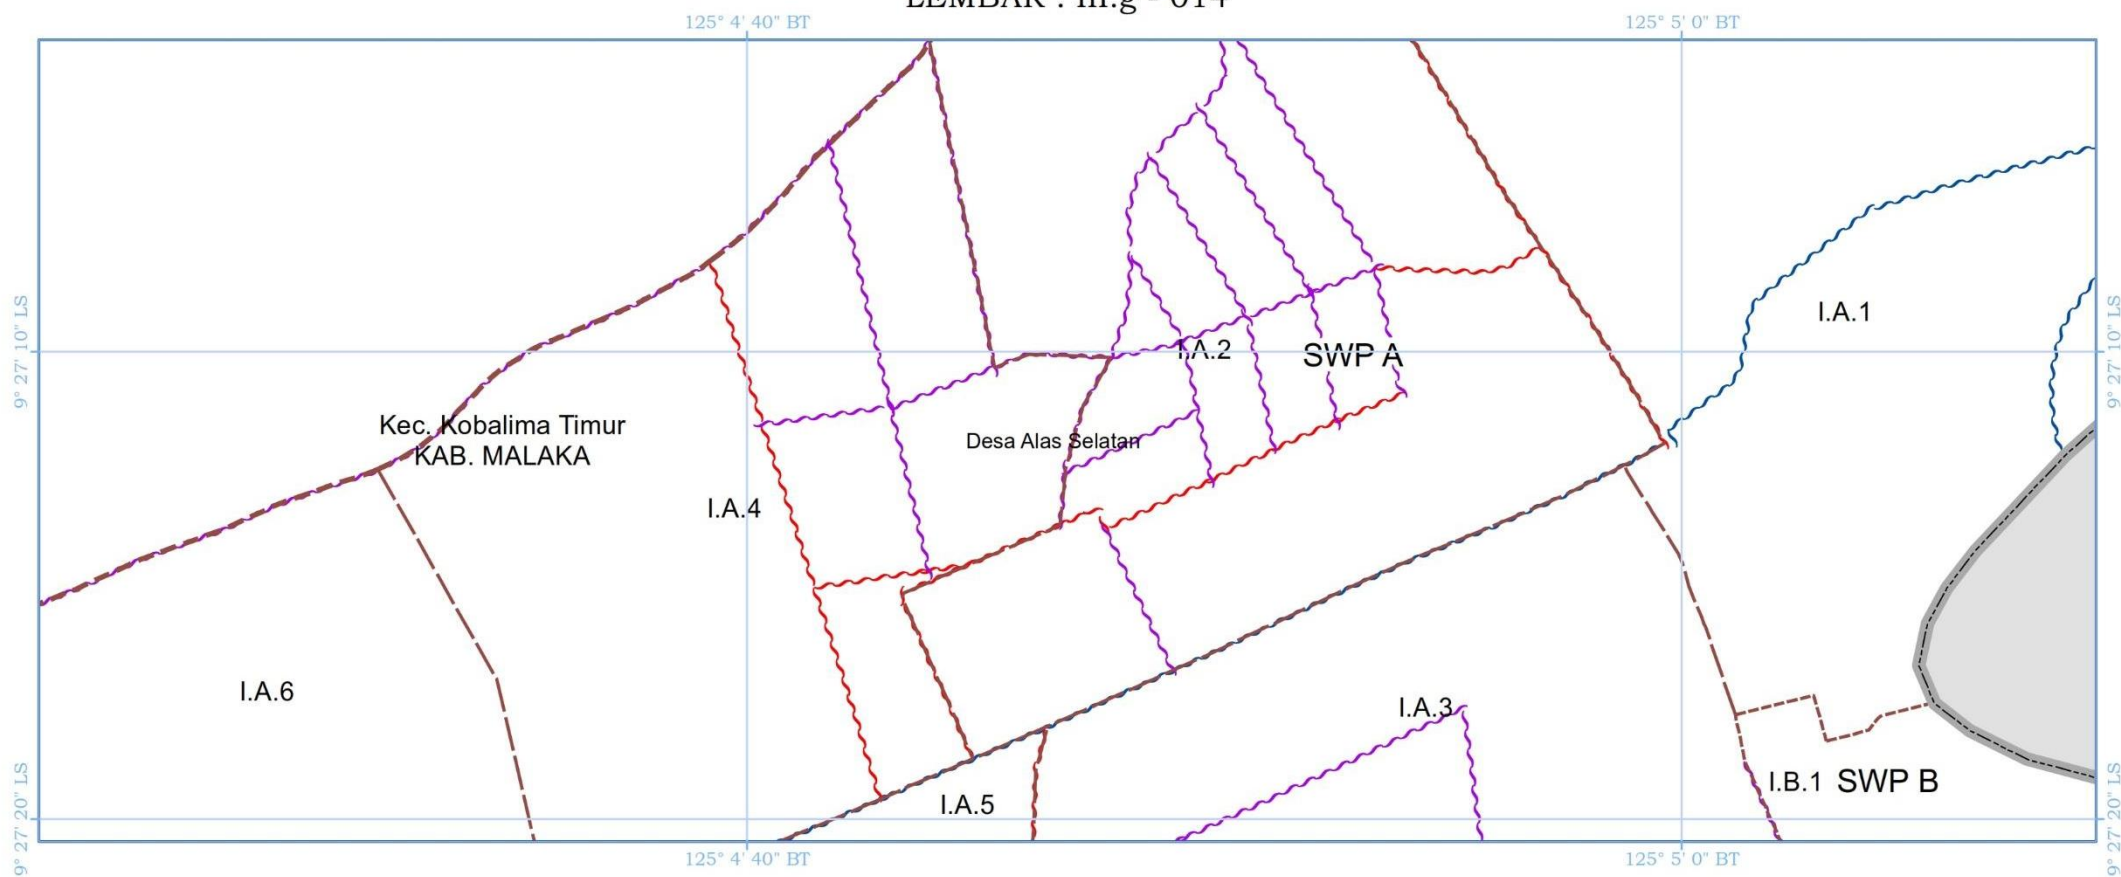 LEMBAR : m.g - 014
125° 4' 40" BT
125° 5' 0" BT
I.A.1
9° 27' 10" LS
9° 27' 10" LS
I.A.2
SWP A
Kec. Kobalima Timur
KAB. MALAKA
Desa Alas Selatan
I.A.4
I.A.6
I.A.3
I.B.1 SWP B
I.A.5
9° 27' 20" LS
9° 27' 20" LS
125° 4' 40" BT
125° 5' 0" BT